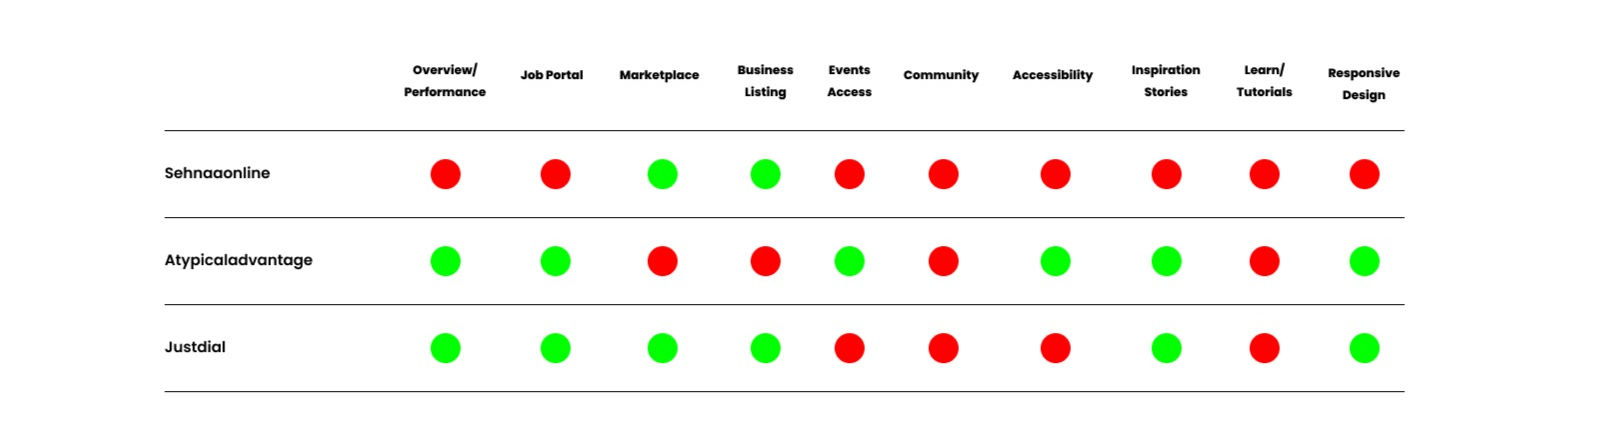 Overview/
Performance
Job Portal
Marketplace
Business
Listing
Events
Access
Community
Accessibility
Inspiration
Stories
Learn/
Tutorials
Responsive
Design
Sehnaaonline
Atypicaladvantage
Justdial